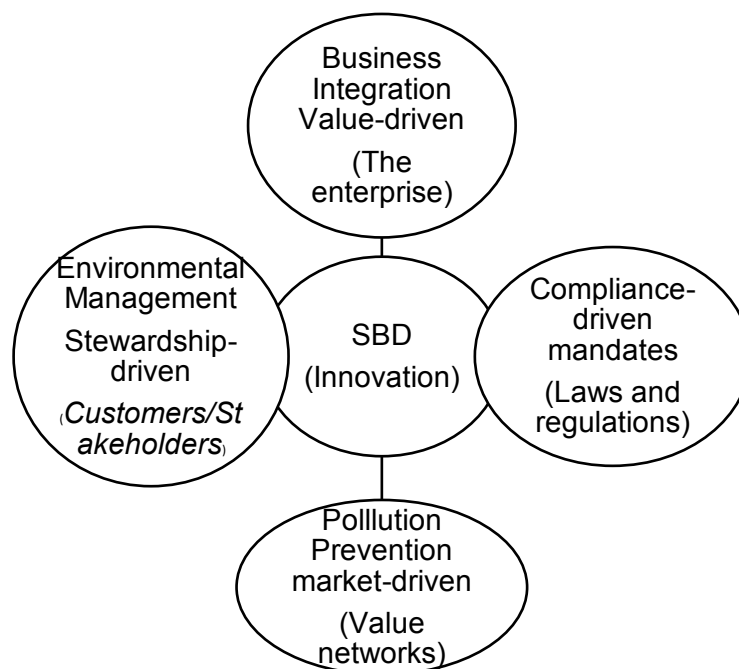 Business
Integration
Value-driven
(The
enterprise)
Environmental
Management
Stewardship-
driven
(Customers/St
akeholders)
SBD
(Innovation)
Compliance-
driven
mandates
(Laws and
regulations)
Polllution
Prevention
market-driven
(Value
networks)